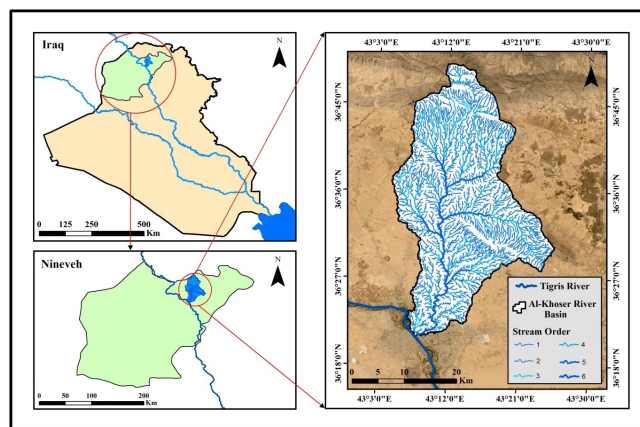 Iraq
N
0 125 250 500
Km
Nineveh
N
0 50 100 200
Km
43°3'0"E 43°12'0"E 43°21'0"E 43°30'0"E
N
36°45'0"N 36°45'0"N
36°36'0"N 36°36'0"N
36°27'0"N 36°27'0"N
36°18'0"N 36°18'0"N
Tigris River
Al-Khoser River
Basin
Stream Order
1 4
2 5
3 6
0 5 10 20
Km
43°3'0"E 43°12'0"E 43°21'0"E 43°30'0"E